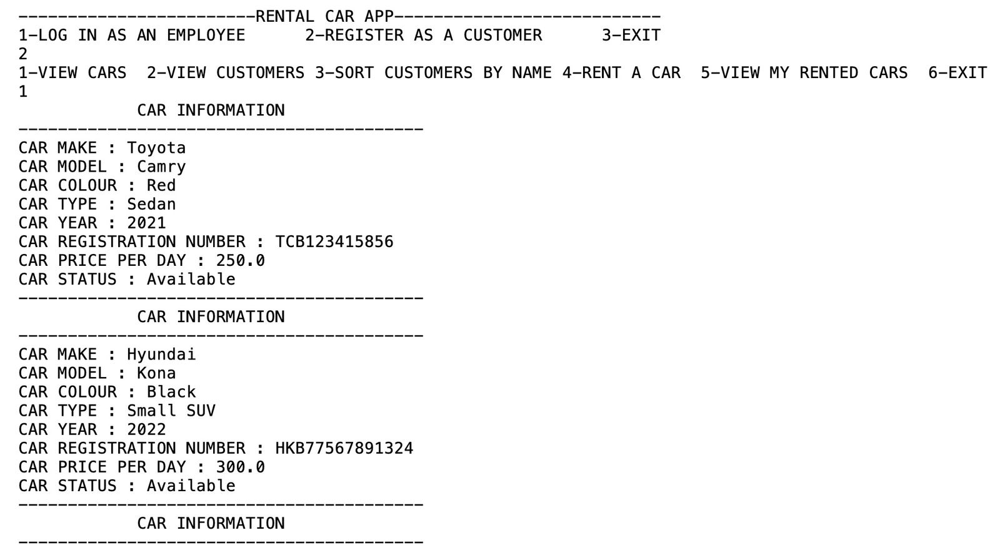 ------------------------RENTAL CAR APP---------------------------
1-LOG IN AS AN EMPLOYEE      2-REGISTER AS A CUSTOMER      3-EXIT
2
1-VIEW CARS  2-VIEW CUSTOMERS 3-SORT CUSTOMERS BY NAME 4-RENT A CAR  5-VIEW MY RENTED CARS  6-EXIT
1
            CAR INFORMATION
-----------------------------------------
CAR MAKE : Toyota
CAR MODEL : Camry
CAR COLOUR : Red
CAR TYPE : Sedan
CAR YEAR : 2021
CAR REGISTRATION NUMBER : TCB123415856
CAR PRICE PER DAY : 250.0
CAR STATUS : Available
-----------------------------------------
            CAR INFORMATION
-----------------------------------------
CAR MAKE : Hyundai
CAR MODEL : Kona
CAR COLOUR : Black
CAR TYPE : Small SUV
CAR YEAR : 2022
CAR REGISTRATION NUMBER : HKB77567891324
CAR PRICE PER DAY : 300.0
CAR STATUS : Available
-----------------------------------------
            CAR INFORMATION
-----------------------------------------